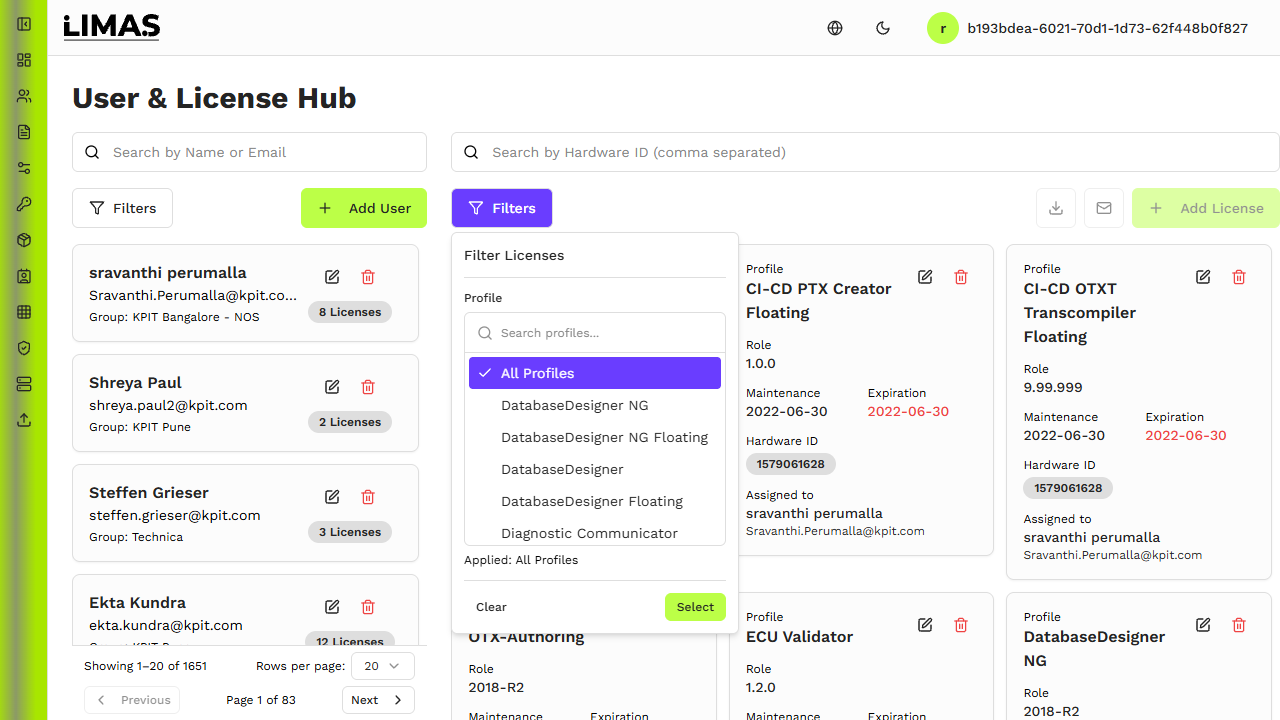 LIMAS
r
b193bdea-6021-70d1-1d73-62f448b0f827
User & License Hub
Search by Name or Email
Search by Hardware ID (comma separated)
Filters
Add User
Filters
Add License
sravanthi perumalla
Sravanthi.Perumalla@kpit.co...
Group: KPIT Bangalore - NOS
8 Licenses
Shreya Paul
shreya.paul2@kpit.com
Group: KPIT Pune
2 Licenses
Steffen Grieser
steffen.grieser@kpit.com
Group: Technica
3 Licenses
Ekta Kundra
ekta.kundra@kpit.com
12 Licenses
Showing 1–20 of 1651
Rows per page:
20
Previous
Page 1 of 83
Next
Filter Licenses
Profile
Search profiles...
All Profiles
DatabaseDesigner NG
DatabaseDesigner NG Floating
DatabaseDesigner
DatabaseDesigner Floating
Diagnostic Communicator
Applied: All Profiles
Clear
Select
Profile
CI-CD PTX Creator
Floating
Role
1.0.0
Maintenance
Expiration
2022-06-30
2022-06-30
Hardware ID
1579061628
Assigned to
sravanthi perumalla
Sravanthi.Perumalla@kpit.com
Profile
CI-CD OTXT
Transcompiler
Floating
Role
9.99.999
Maintenance
Expiration
2022-06-30
2022-06-30
Hardware ID
1579061628
Assigned to
sravanthi perumalla
Sravanthi.Perumalla@kpit.com
OTX-Authoring
Role
2018-R2
Maintenance
Expiration
Profile
ECU Validator
Role
1.2.0
Maintenance
Expiration
Profile
DatabaseDesigner
NG
Role
2018-R2